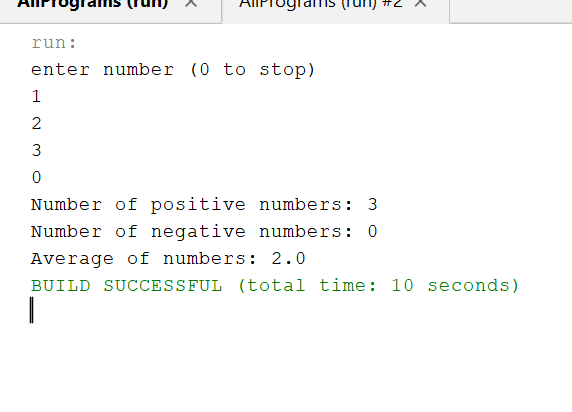 AllPrograms (run) × AllPrograms (run) #2 ×
run:
enter number (0 to stop)
1
2
3
0
Number of positive numbers: 3
Number of negative numbers: 0
Average of numbers: 2.0
BUILD SUCCESSFUL (total time: 10 seconds)